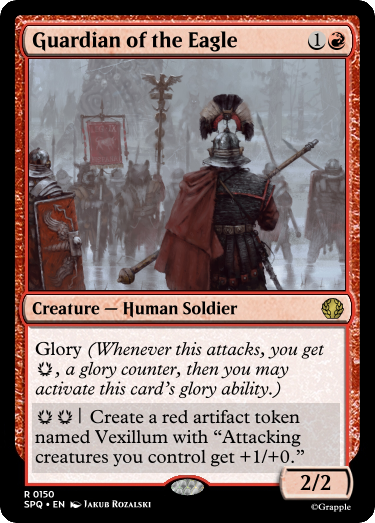 Guardian of the Eagle
1
Creature — Human Soldier
Glory (Whenever this attacks, you get
, a glory counter, then you may
activate this card's glory ability.)
| Create a red artifact token
named Vexillum with “Attacking
creatures you control get +1/+0.”
2/2
R 0150
SPQ • EN JAKUB ROZALSKI
©Grapple